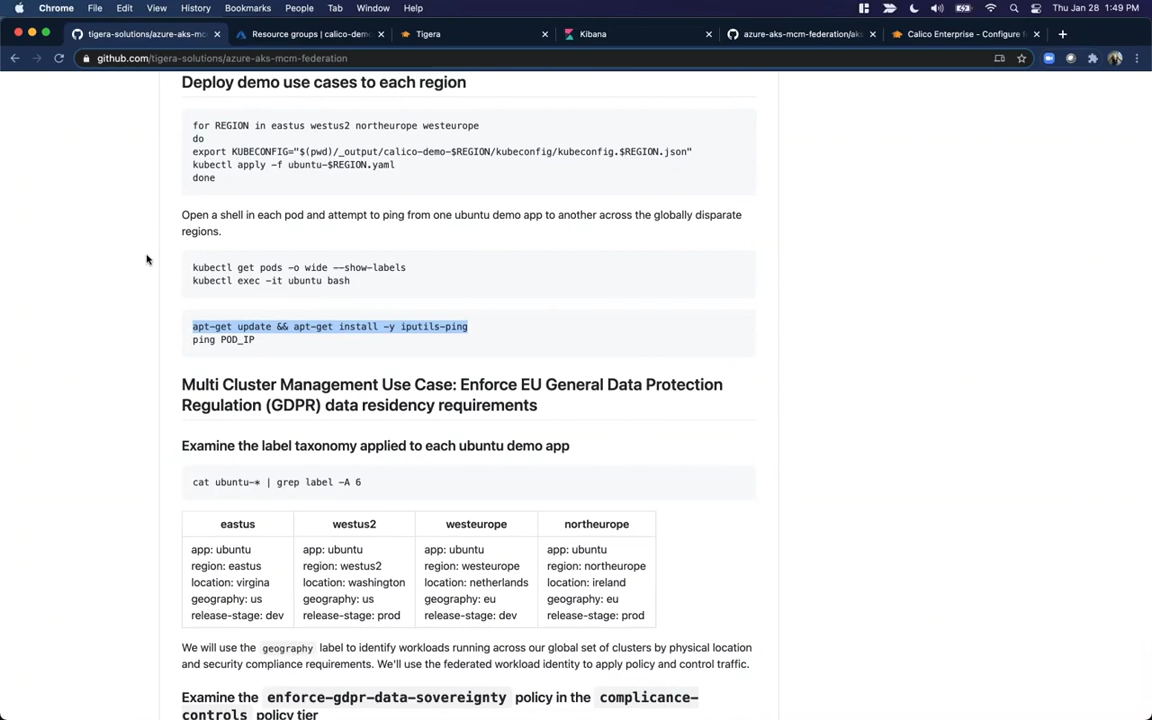 Chrome File Edit View History Bookmarks People Tab Window Help Thu Jan 28 1:49 PM
tigera-solutions/azure-aks-mcm Resource groups | calico-demo Tigera Kibana azure-aks-mcm-federation/aks Calico Enterprise - Configure f
github.com/tigera-solutions/azure-aks-mcm-federation
Deploy demo use cases to each region
for REGION in eastus westus2 northeurope westeurope
do
export KUBECONFIG="$(pwd)/_output/calico-demo-$REGION/kubeconfig/kubeconfig.$REGION.json"
kubectl apply -f ubuntu-$REGION.yaml
done
Open a shell in each pod and attempt to ping from one ubuntu demo app to another across the globally disparate
regions.
kubectl get pods -o wide --show-labels
kubectl exec -it ubuntu bash
apt-get update && apt-get install -y iputils-ping
ping POD_IP
Multi Cluster Management Use Case: Enforce EU General Data Protection
Regulation (GDPR) data residency requirements
Examine the label taxonomy applied to each ubuntu demo app
cat ubuntu-* | grep label -A 6
eastus westus2 westeurope northeurope
app: ubuntu app: ubuntu app: ubuntu app: ubuntu
region: eastus region: westus2 region: westeurope region: northeurope
location: virgina location: washington location: netherlands location: ireland
geography: us geography: us geography: eu geography: eu
release-stage: dev release-stage: prod release-stage: dev release-stage: prod
We will use the geography label to identify workloads running across our global set of clusters by physical location
and security compliance requirements. We'll use the federated workload identity to apply policy and control traffic.
Examine the enforce-gdpr-data-sovereignty policy in the complicance-
controls policy tier